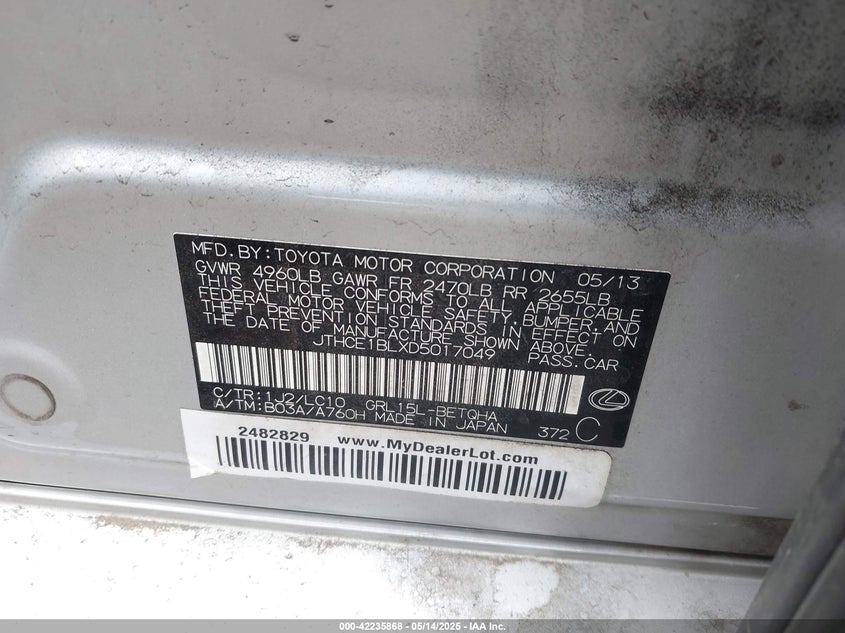 MFD.BY:TOYOTA MOTOR CORPORATION 05/13
GVWR 4960LB GAWR FR 2470LB RR 2655LB
THIS VEHICLE CONFORMS TO ALL APPLICABLE
FEDERAL MOTOR VEHICLE SAFETY,BUMPER,AND
THEFT PREVENTION STANDARDS IN EFFECT ON
THE DATE OF MANUFACTURE SHOWN ABOVE.
JTHCE1BLXD5017049 PASS.CAR
C/TR:1J2/LC10 GRL15L-BETQHA
A/TM:B03A/A760H MADE IN JAPAN 372 C
2482829 www.MyDealerLot.com
000-42235868 - 05/14/2025 - IAA Inc.